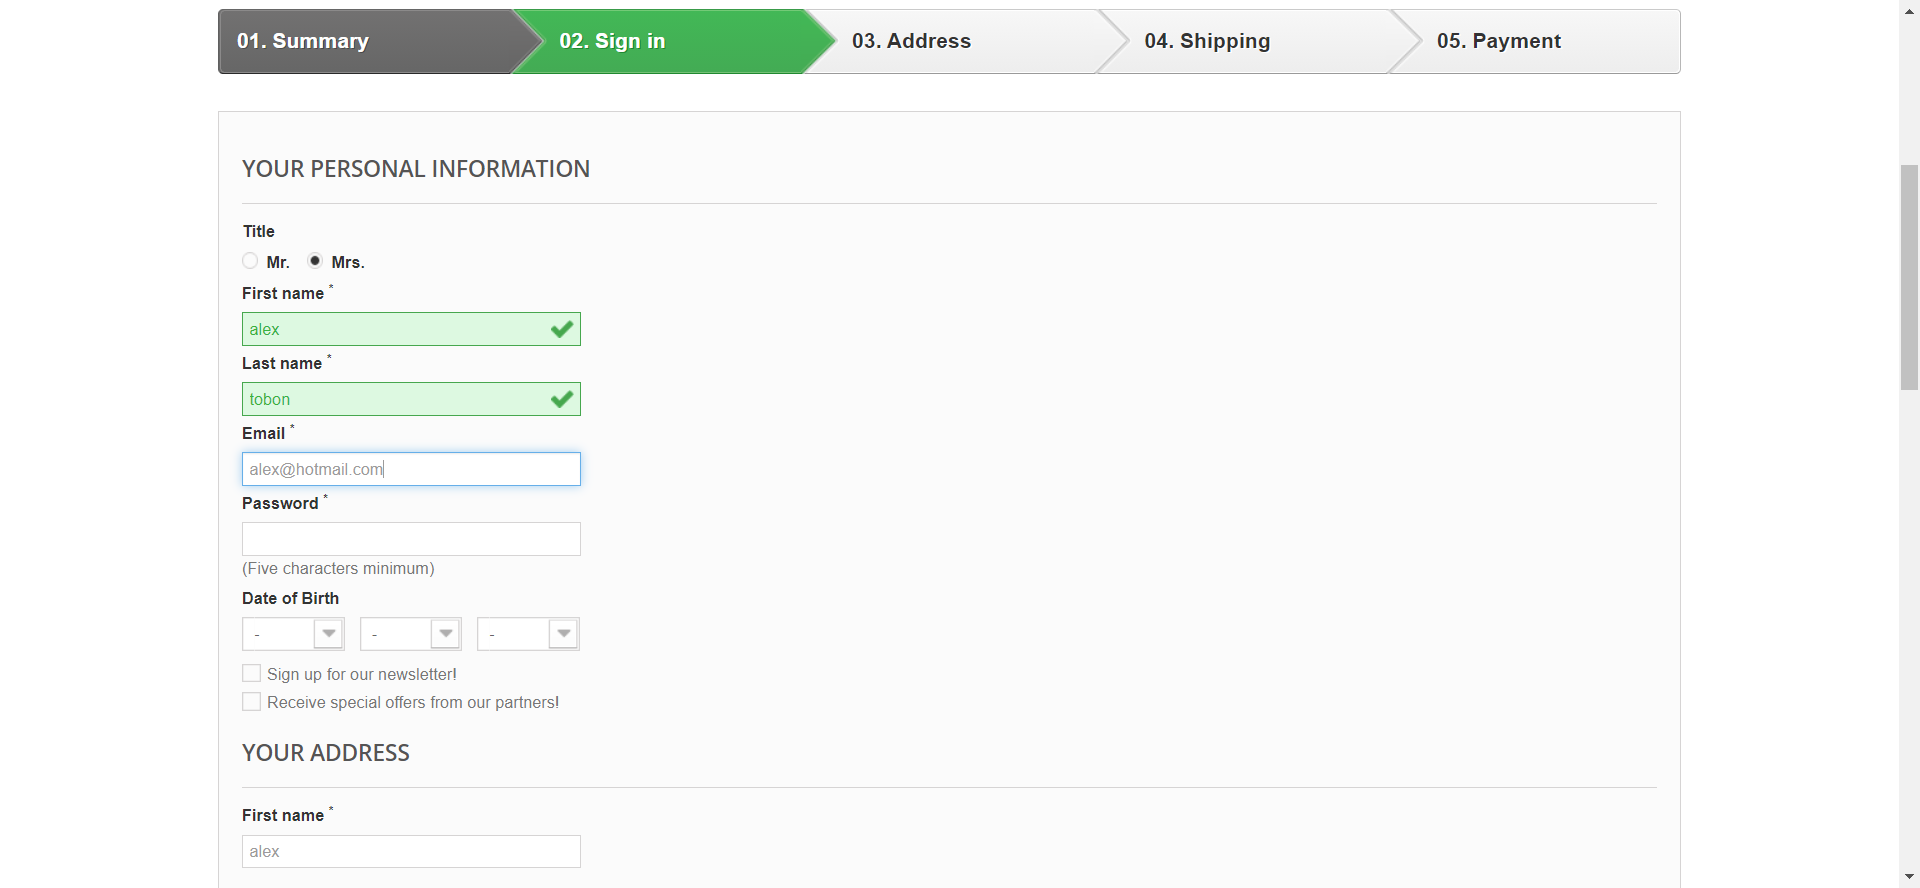 01. Summary 02. Sign in 03. Address 04. Shipping 05. Payment
YOUR PERSONAL INFORMATION
Title
Mr. Mrs.
First name *
alex
Last name *
tobon
Email *
alex@hotmail.com
Password *
(Five characters minimum)
Date of Birth
- - -
Sign up for our newsletter!
Receive special offers from our partners!
YOUR ADDRESS
First name *
alex